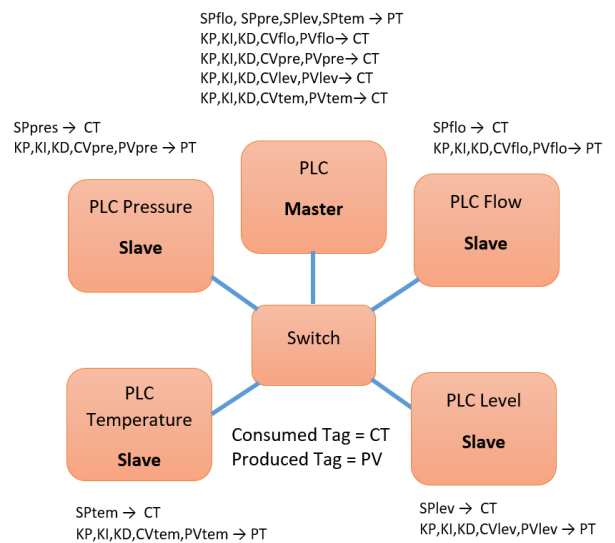 SPflo, SPpre,SPlev,SPtem → PT
KP,KI,KD,CVflo,PVflo→ CT
KP,KI,KD,CVpre,PVpre→ CT
KP,KI,KD,CVlev,PVlev→ CT
KP,KI,KD,CVtem,PVtem→ CT
SPpres → CT
KP,KI,KD,CVpre,PVpre → PT
SPflo → CT
KP,KI,KD,CVflo,PVflo→ PT
PLC
Master
PLC Pressure
Slave
PLC Flow
Slave
Switch
PLC
Temperature
Slave
PLC Level
Slave
Consumed Tag = CT
Produced Tag = PV
SPtem → CT
KP,KI,KD,CVtem,PVtem → PT
SPlev → CT
KP,KI,KD,CVlev,PVlev → PT